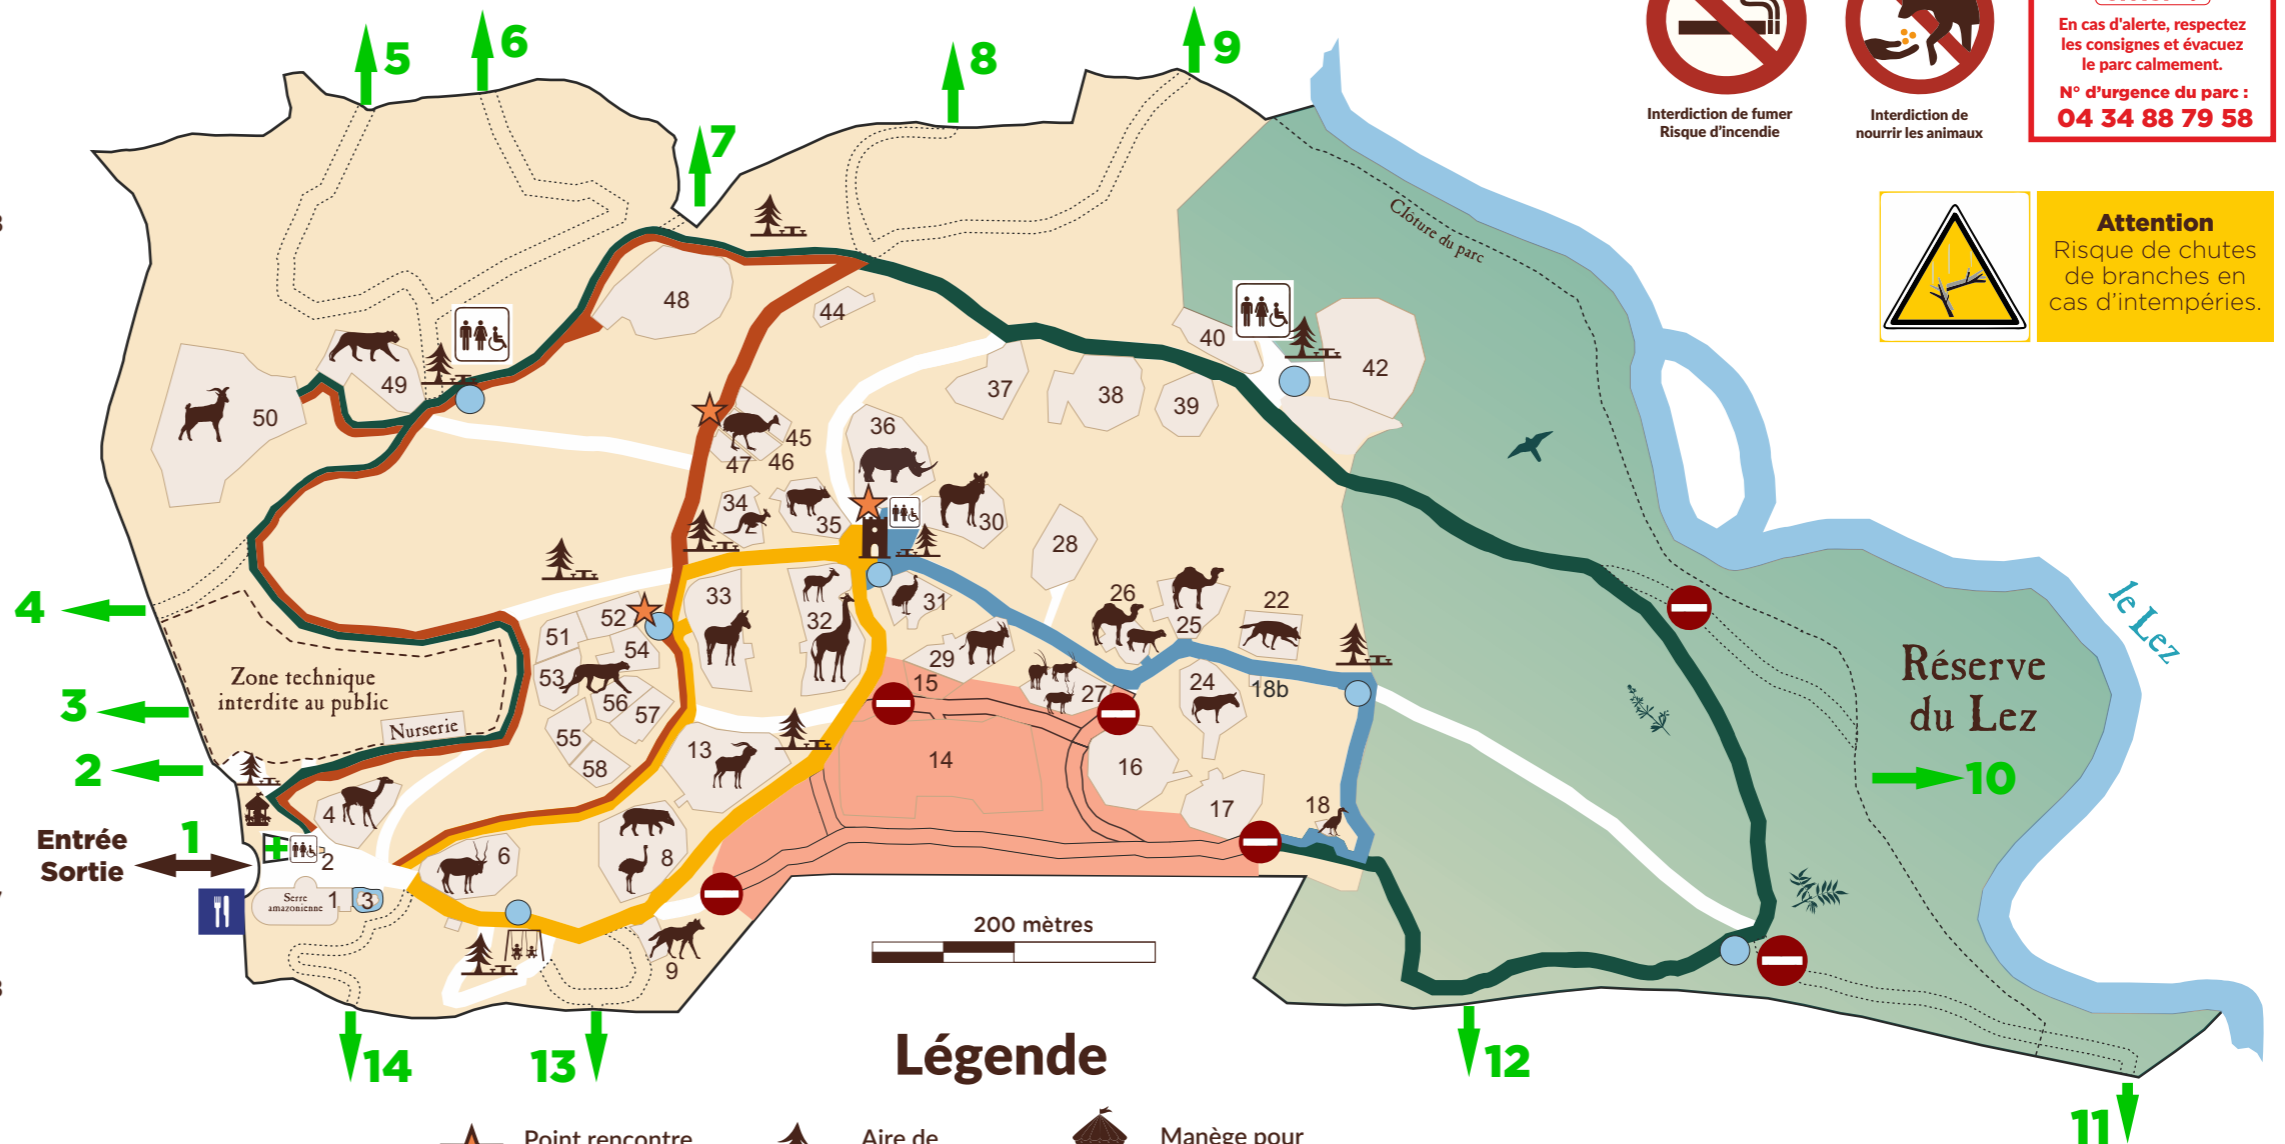 5
6
7
8
9
Interdiction de fumer
Risque d'incendie
Interdiction de
nourrir les animaux
En cas d'alerte, respectez
les consignes et évacuez
le parc calmement.
N° d'urgence du parc :
04 34 88 79 58
Attention
Risque de chutes
de branches en
cas d'intempéries.
Clôture du parc
48
44
40
42
49
50
37
38
39
36
45
46
47
34
35
30
28
33
32
31
26
25
22
4
52
51
54
53
56
57
55
58
29
15
27
24
18b
Zone technique
interdite au public
Nurserie
Réserve
du Lez
le Lez
3
2
13
14
16
10
17
18
4
Entrée
Sortie
1
2
6
8
Serre
amazonienne
1
3
9
200 mètres
14
13
12
11
Légende
Point rencontre
Aire de
Manège pour